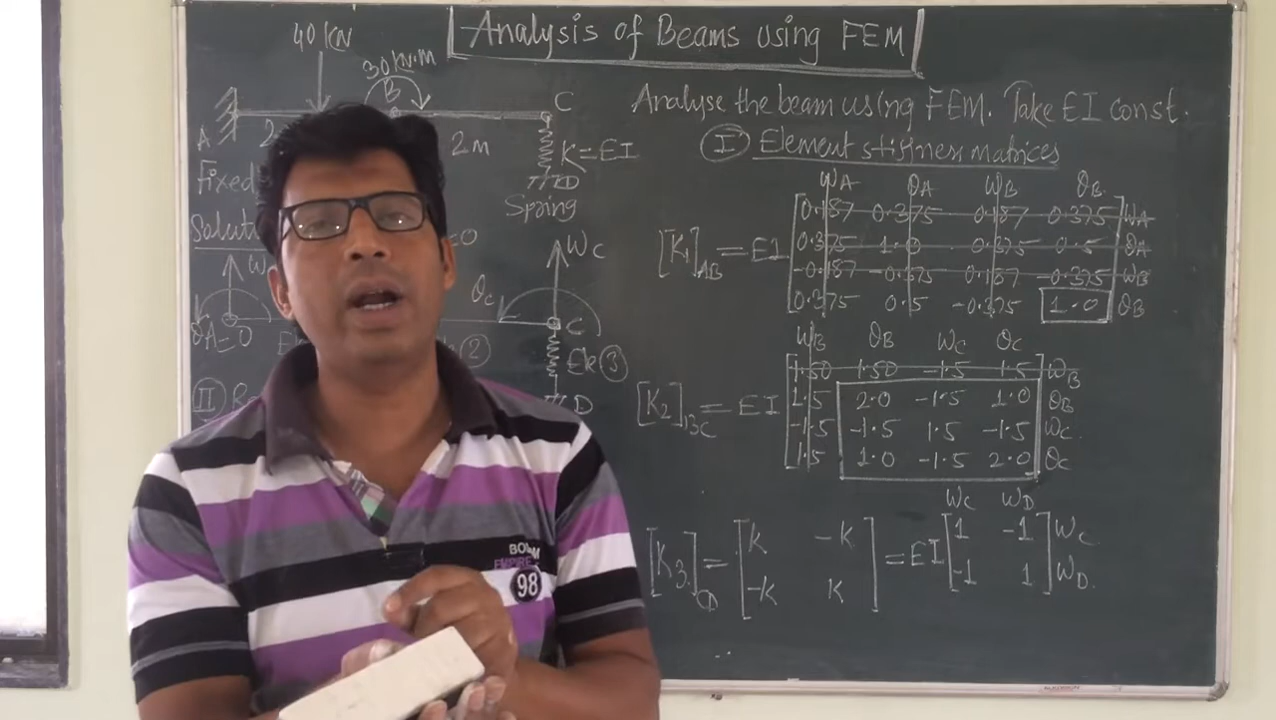 Analysis of Beams using FEM
40 kN
30 kN.m
B
C
A
2
2m
K=EI
D
Fixed
Spring
Analyse the beam using FEM. Take EI const.
I Element stiffness matrices
WA θA WB θB
[K1]AB = EI
0.187 0.375 0.187 0.375 WA
0.375 1.0 0.375 0.5 θA
-0.187 -0.375 0.187 -0.375 WB
0.375 0.5 -0.375 1.0 θB
=0
WC
θC
θA=0
C
2
Ele 3
D
II
WB θB WC θC
[K2]BC = EI
1.50 1.50 -1.5 1.5 WB
1.5 2.0 -1.5 1.0 θB
-1.5 -1.5 1.5 -1.5 WC.
1.5 1.0 -1.5 2.0 θC
WC WD
[K3.]CD = K -K = EI 1 -1 WC
-K K -1 1 WD.
98